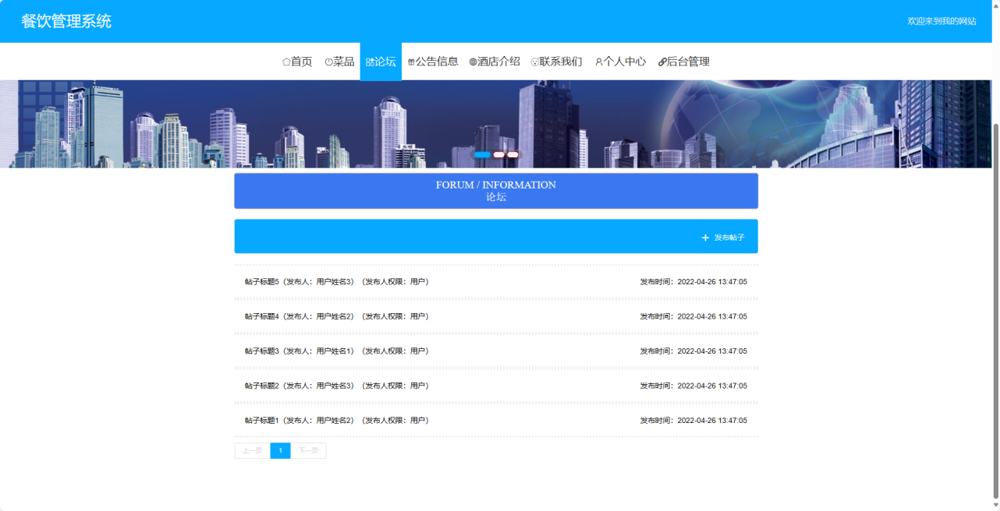 餐饮管理系统
欢迎来到我的网站
首页 菜品 论坛 公告信息 酒店介绍 联系我们 个人中心 后台管理
FORUM / INFORMATION
论坛
+ 发布帖子
帖子标题5（发布人：用户姓名3）（发布人权限：用户） 发布时间：2022-04-26 13:47:05
帖子标题4（发布人：用户姓名2）（发布人权限：用户） 发布时间：2022-04-26 13:47:05
帖子标题3（发布人：用户姓名1）（发布人权限：用户） 发布时间：2022-04-26 13:47:05
帖子标题2（发布人：用户姓名3）（发布人权限：用户） 发布时间：2022-04-26 13:47:05
帖子标题1（发布人：用户姓名2）（发布人权限：用户） 发布时间：2022-04-26 13:47:05
上一页 1 下一页